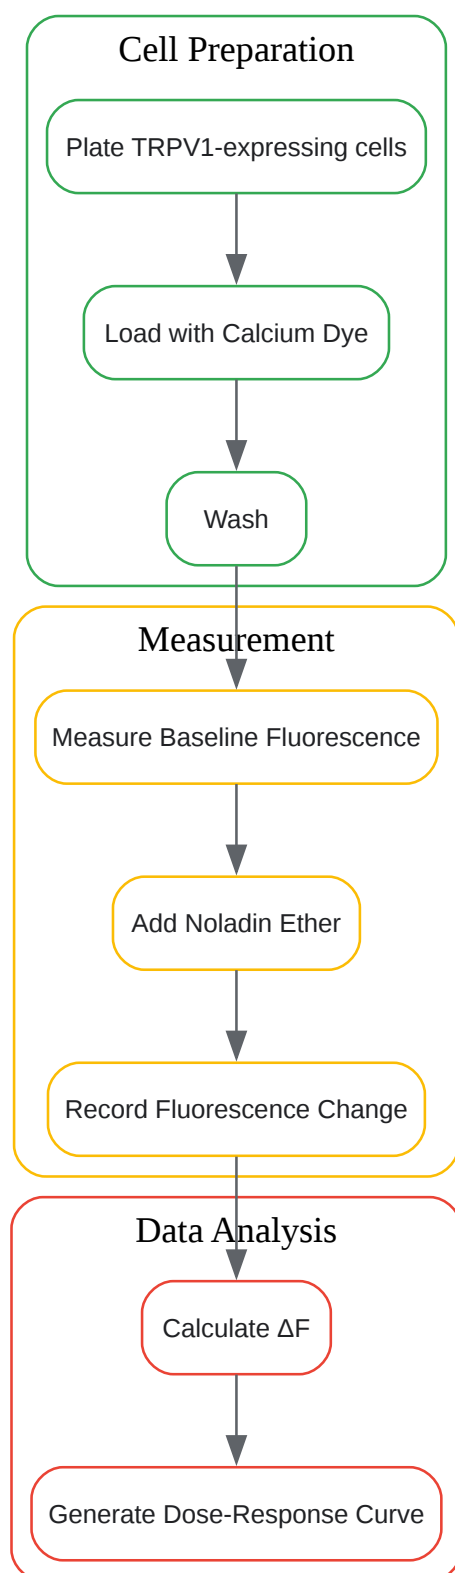 Cell Preparation
Plate TRPV1-expressing cells
Load with Calcium Dye
Wash
Measurement
Measure Baseline Fluorescence
Add Noladin Ether
Record Fluorescence Change
Data Analysis
Calculate ΔF
Generate Dose-Response Curve